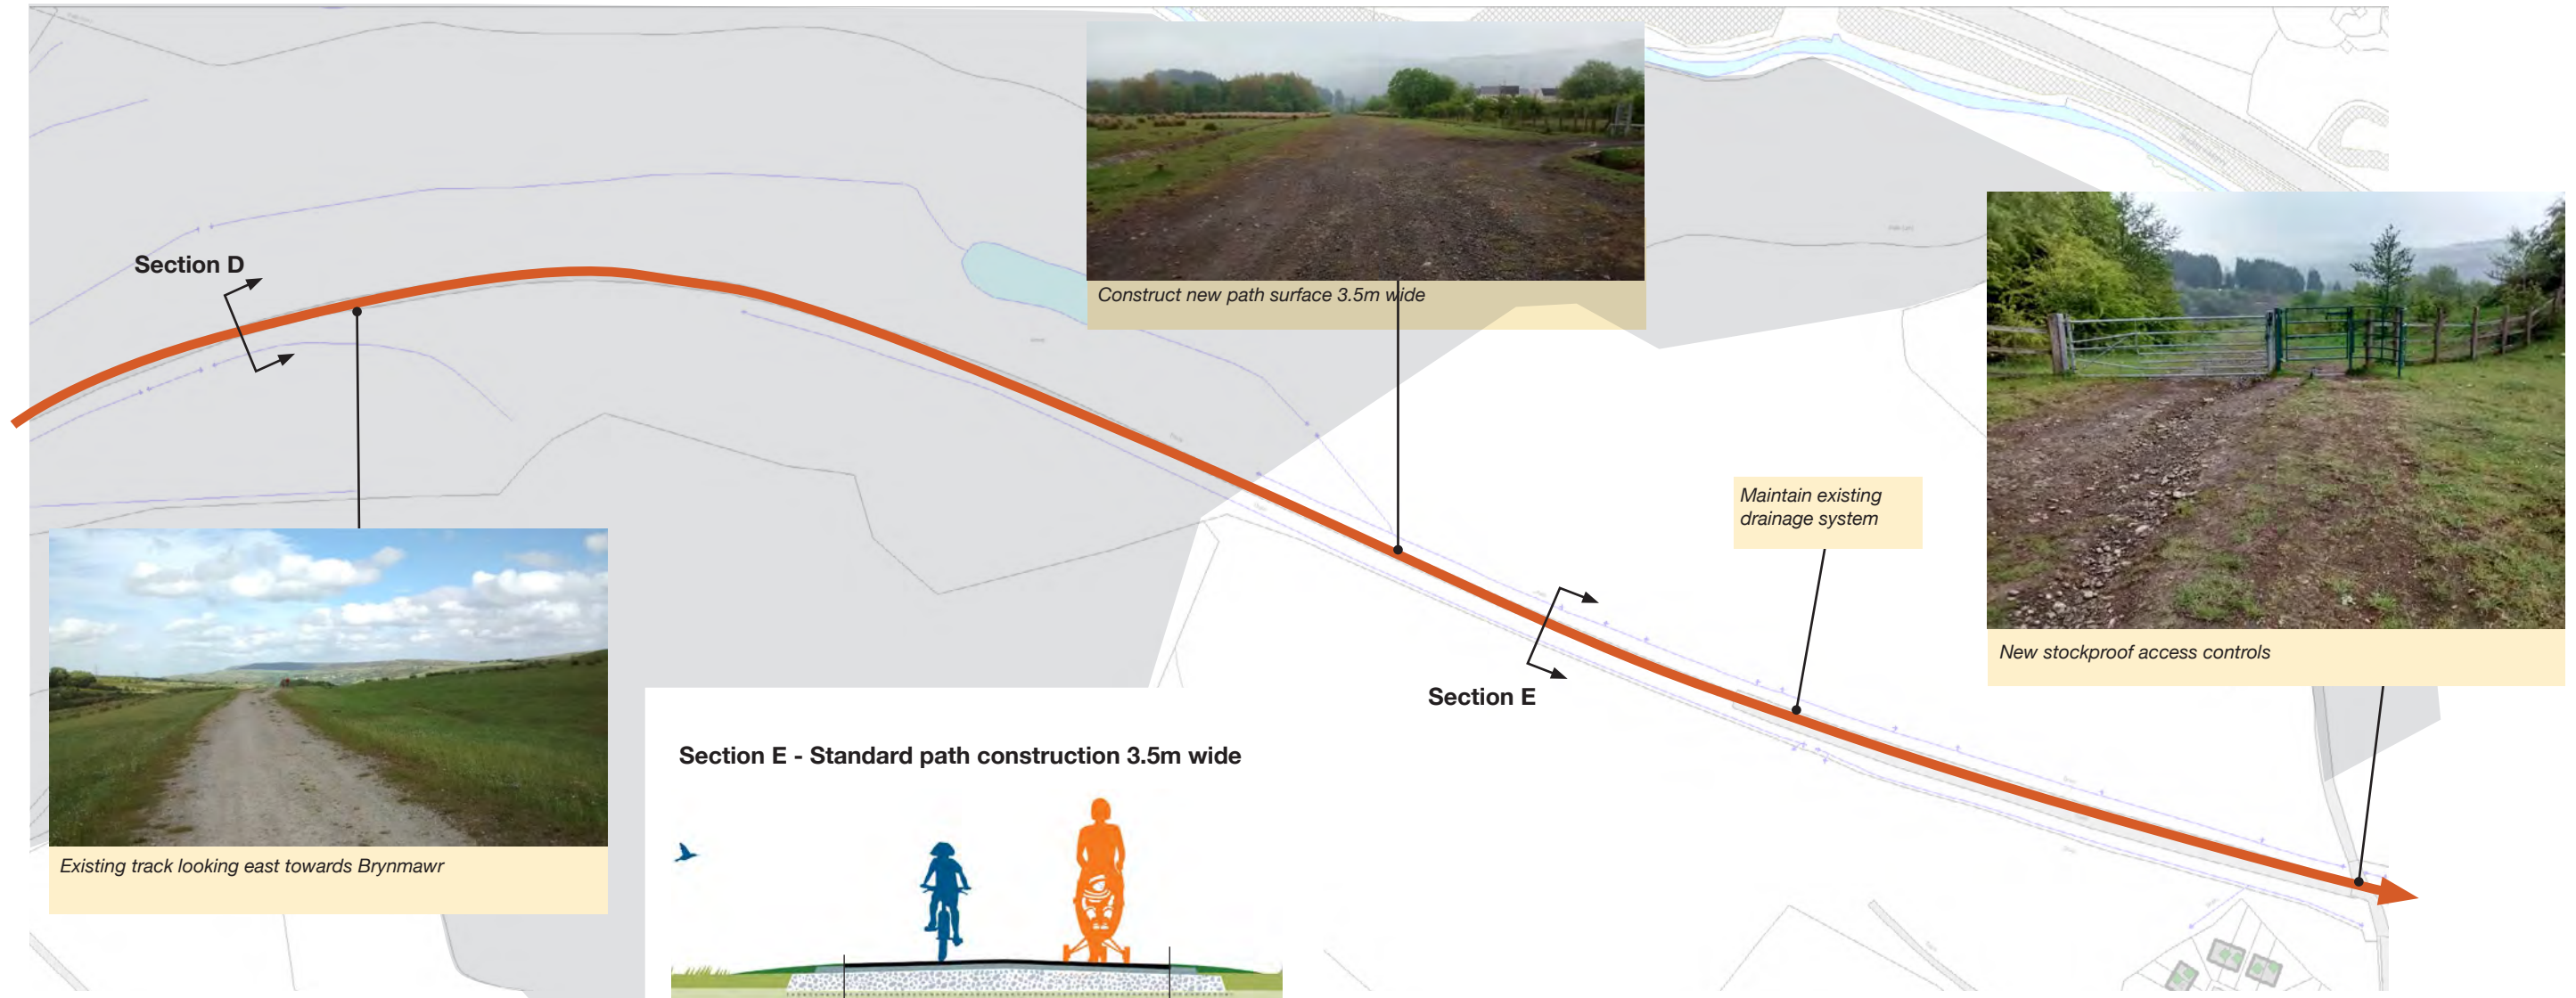 Section D
Construct new path surface 3.5m wide
Maintain existing
drainage system
New stockproof access controls
Section E
Section E - Standard path construction 3.5m wide
Existing track looking east towards Brynmawr